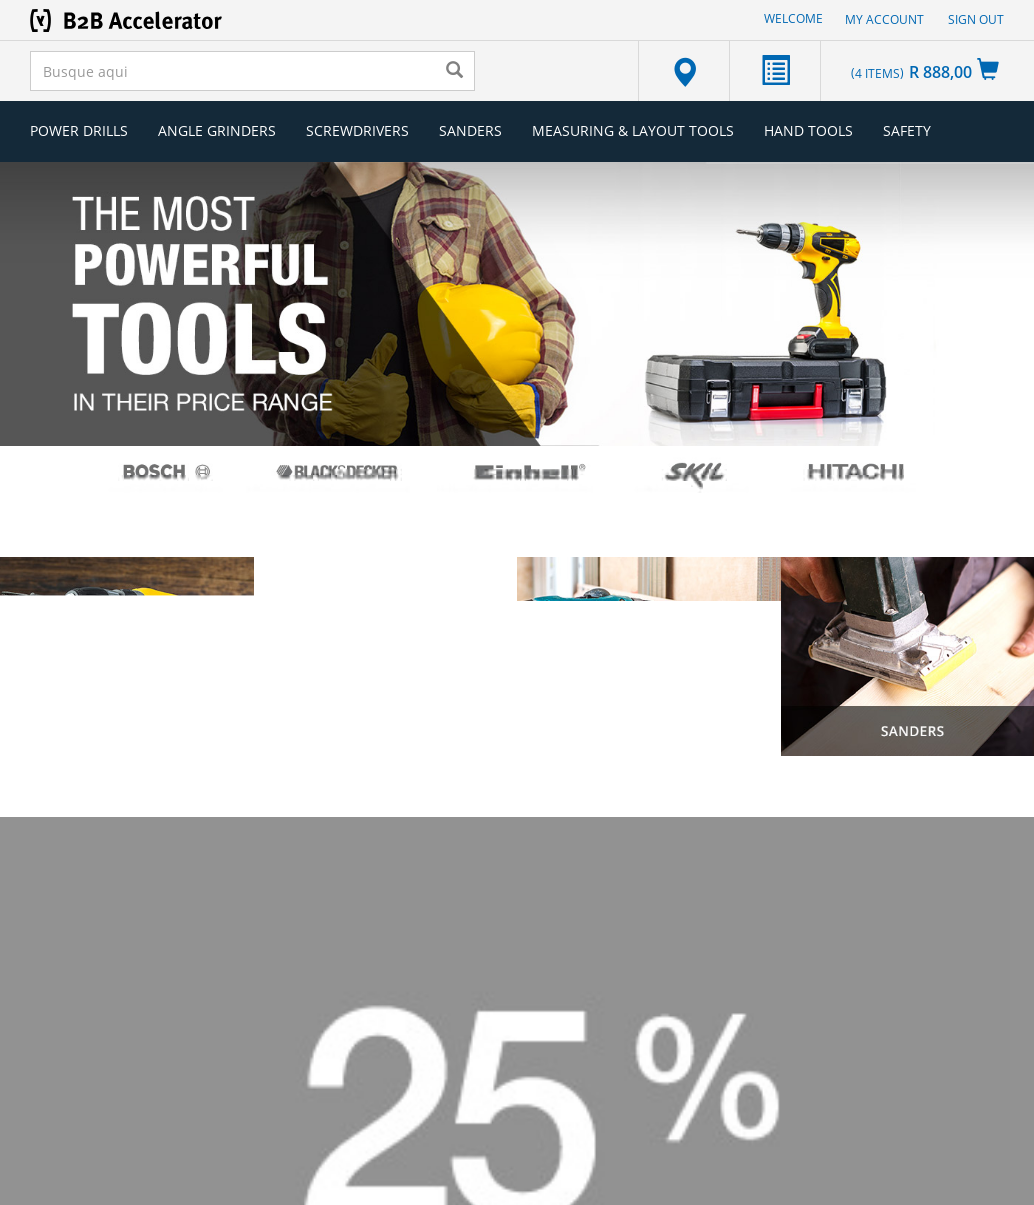 B2B Accelerator
WELCOME
MY ACCOUNT
SIGN OUT
Busque aqui
(4 ITEMS) R 888,00
POWER DRILLS
ANGLE GRINDERS
SCREWDRIVERS
SANDERS
MEASURING & LAYOUT TOOLS
HAND TOOLS
SAFETY
THE MOST
POWERFUL
TOOLS
IN THEIR PRICE RANGE
BOSCH
BLACK&DECKER
Einhell®
SKIL
HITACHI
SANDERS
25%